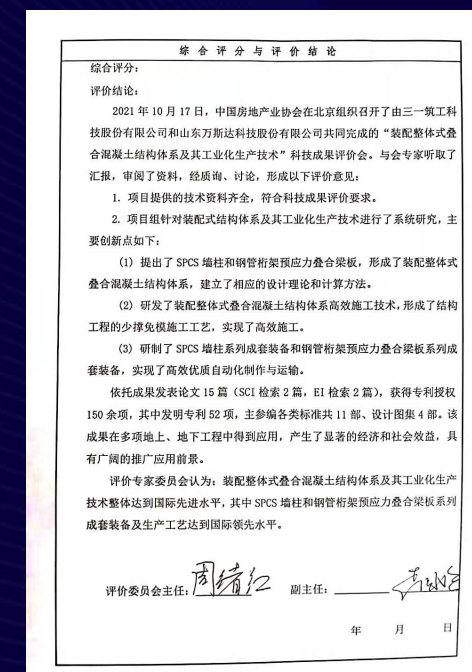 综合评分与评价结论
综合评分：
评价结论：
2021 年 10 月 17 日，中国房地产业协会在北京组织召开了由三一筑工科
技股份有限公司和山东万斯达科技股份有限公司共同完成的“装配整体式叠
合混凝土结构体系及其工业化生产技术”科技成果评价会。与会专家听取了
汇报，审阅了资料，经质询、讨论，形成以下评价意见：
1. 项目提供的技术资料齐全，符合科技成果评价要求。
2. 项目组针对装配式结构体系及其工业化生产技术进行了系统研究，主
要创新点如下：
（1）提出了 SPCS 墙柱和钢管桁架预应力叠合梁板，形成了装配整体式
叠合混凝土结构体系，建立了相应的设计理论和计算方法。
（2）研发了装配整体式叠合混凝土结构体系高效施工技术，形成了结构
工程的少撑免模施工工艺，实现了高效施工。
（3）研制了 SPCS 墙柱系列成套装备和钢管桁架预应力叠合梁板系列成
套装备，实现了高效优质自动化制作与运输。
依托成果发表论文 15 篇（SCI 检索 2 篇，EI 检索 2 篇），获得专利授权
150 余项，其中发明专利 52 项，主参编各类标准共 11 部、设计图集 4 部。该
成果在多项地上、地下工程中得到应用，产生了显著的经济和社会效益，具
有广阔的推广应用前景。
评价专家委员会认为：装配整体式叠合混凝土结构体系及其工业化生产
技术整体达到国际先进水平，其中 SPCS 墙柱和钢管桁架预应力叠合梁板系列
成套装备及生产工艺达到国际领先水平。
评价委员会主任：周绪红 副主任：
年 月 日